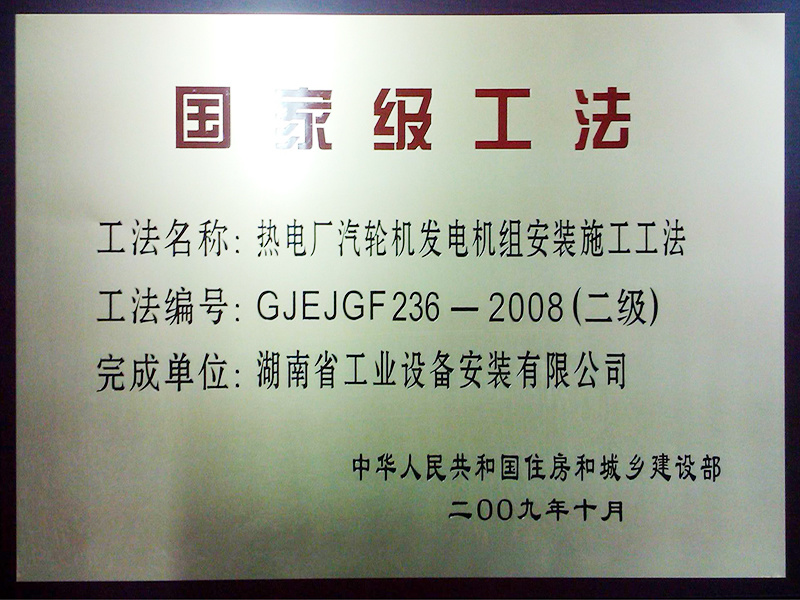 国家级工法
工法名称：热电厂汽轮机发电机组安装施工工法
工法编号：GJEJGF236—2008(二级)
完成单位：湖南省工业设备安装有限公司
中华人民共和国住房和城乡建设部
二00九年十月